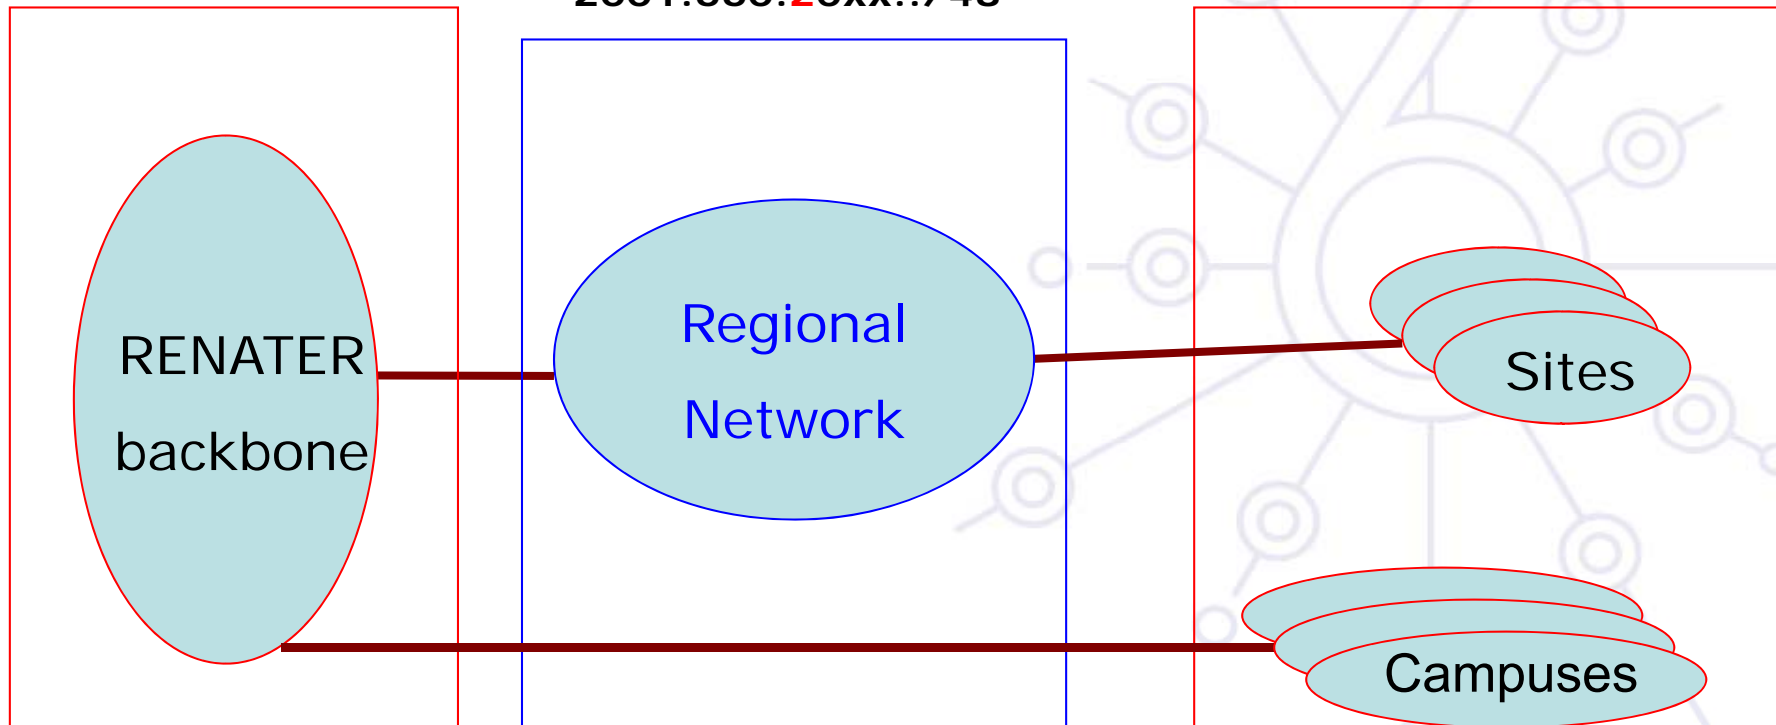 RENATER
backbone
Regional
Network
Sites
Campuses